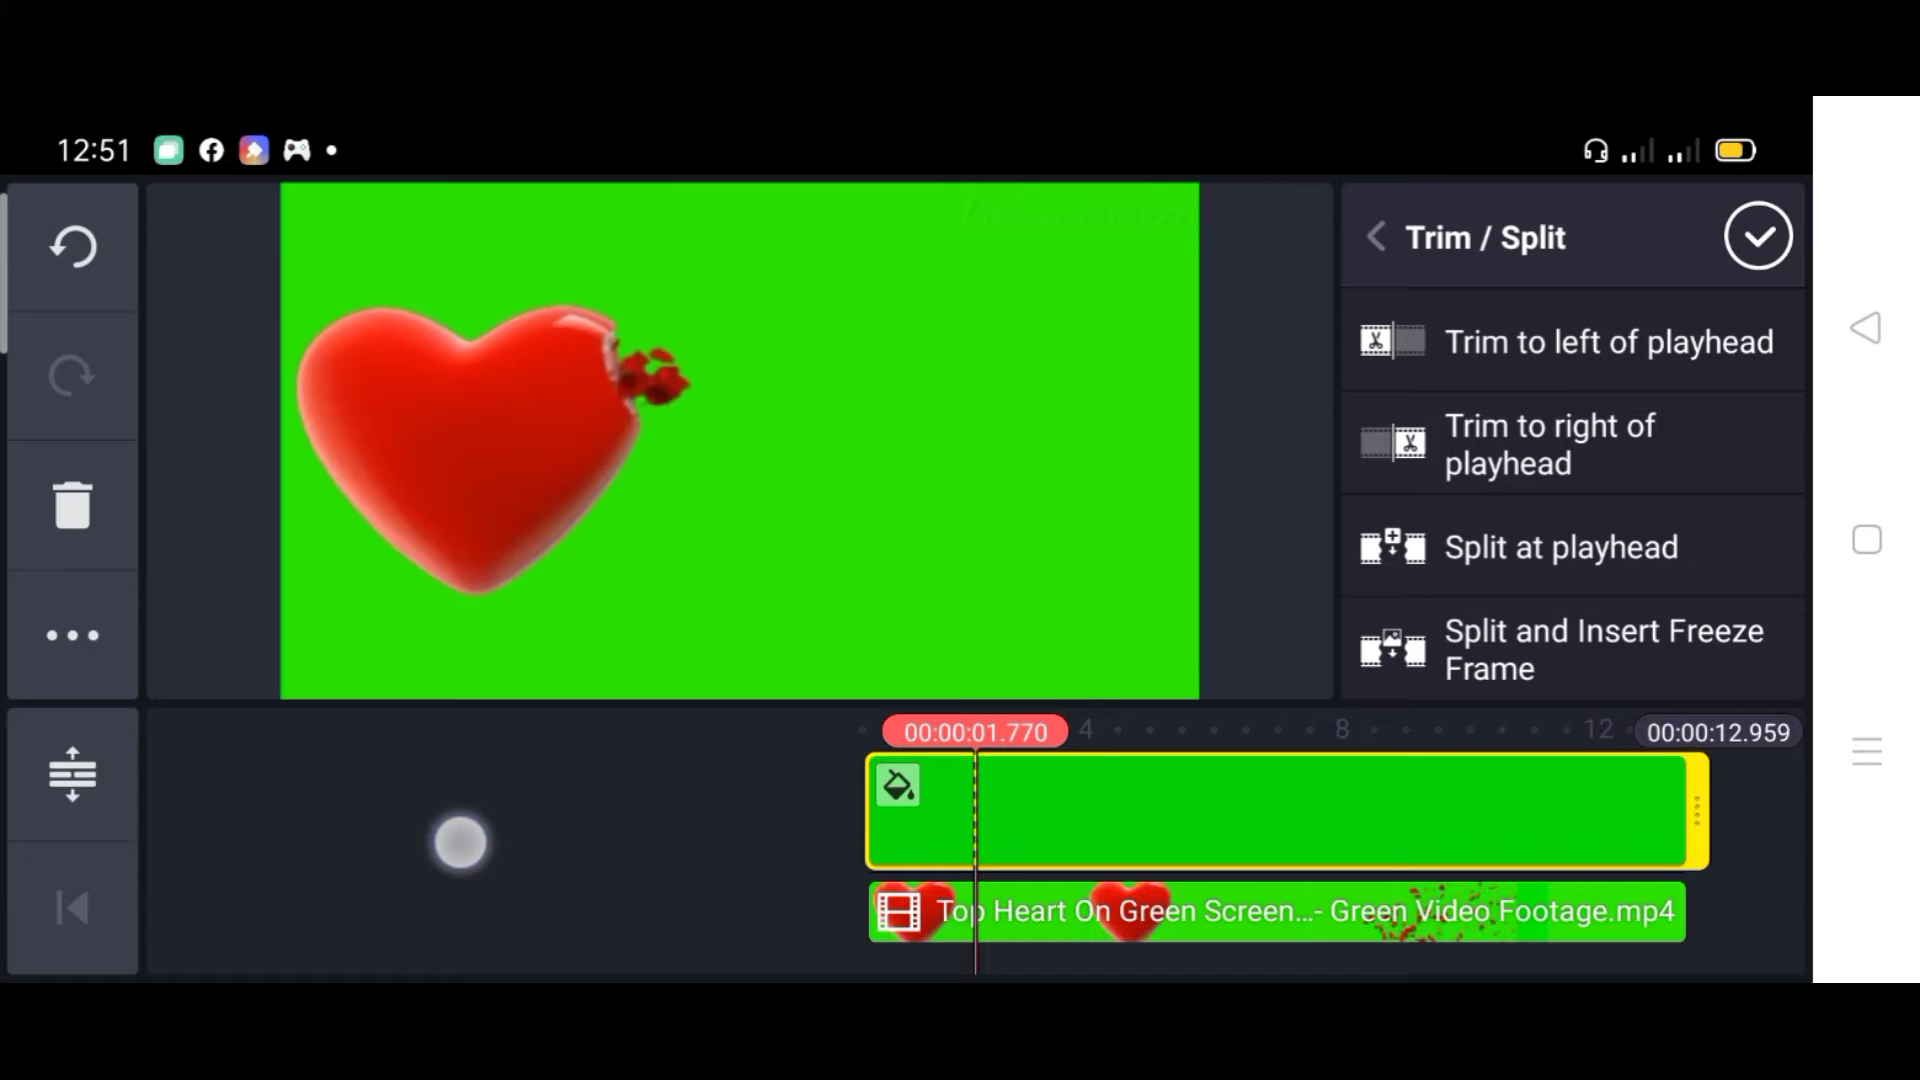 12:51
Trim / Split
Trim to left of playhead
Trim to right of
playhead
Split at playhead
Split and Insert Freeze
Frame
00:00:01.770
4
8
12
00:00:12.959
Top Heart On Green Screen...- Green Video Footage.mp4